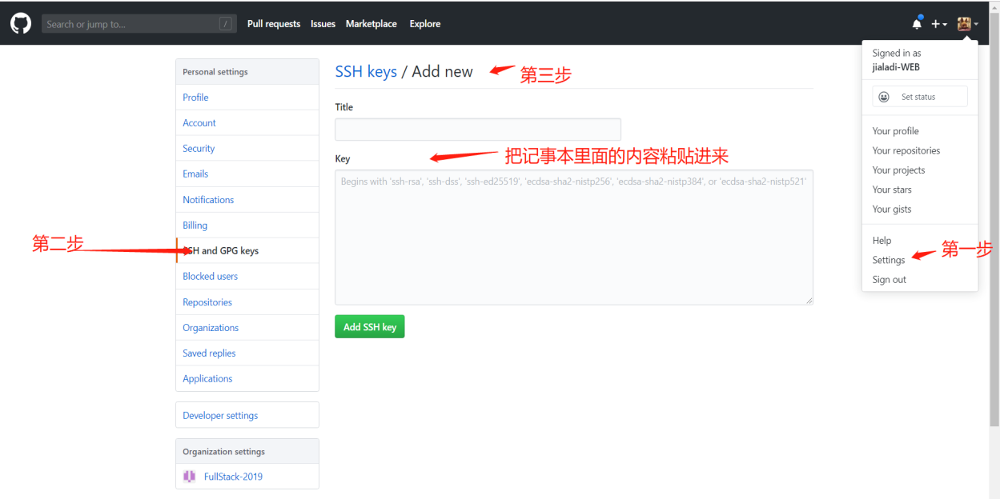 Search or jump to...
/
Pull requests
Issues
Marketplace
Explore
Signed in as
jialadi-WEB
Set status
Your profile
Your repositories
Your projects
Your stars
Your gists
Help
Settings
第一步
Sign out
Personal settings
Profile
Account
Security
Emails
Notifications
Billing
第二步
SSH and GPG keys
Blocked users
Repositories
Organizations
Saved replies
Applications
Developer settings
Organization settings
FullStack-2019
SSH keys / Add new
第三步
Title
Key
把记事本里面的内容粘贴进来
Begins with 'ssh-rsa', 'ssh-dss', 'ssh-ed25519', 'ecdsa-sha2-nistp256', 'ecdsa-sha2-nistp384', or 'ecdsa-sha2-nistp521'
Add SSH key